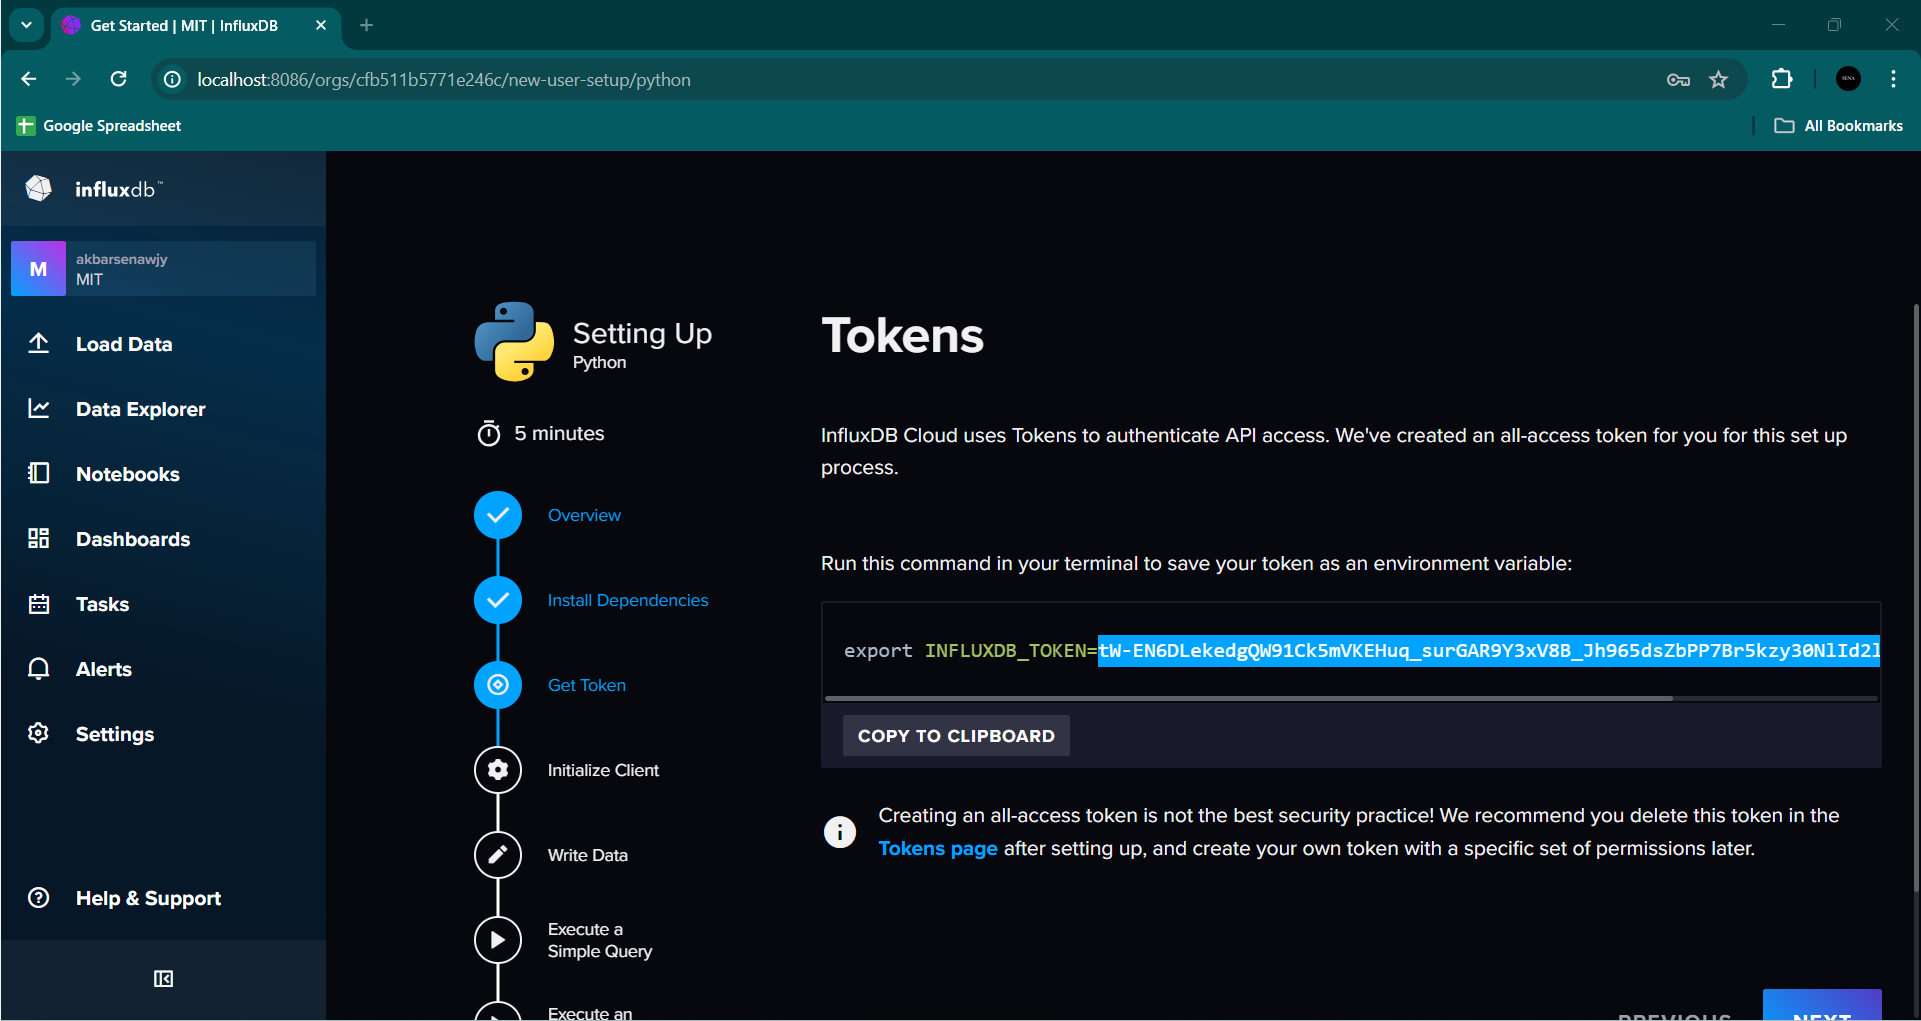 Get Started | MIT | InfluxDB
localhost:8086/orgs/cfb511b5771e246c/new-user-setup/python
Google Spreadsheet
All Bookmarks
influxdb™
M
akbarsenawjy
MIT
Load Data
Data Explorer
Notebooks
Dashboards
Tasks
Alerts
Settings
Help & Support
Setting Up
Python
5 minutes
Overview
Install Dependencies
Get Token
Initialize Client
Write Data
Execute a
Simple Query
Execute an
Tokens
InfluxDB Cloud uses Tokens to authenticate API access. We've created an all-access token for you for this set up
process.
Run this command in your terminal to save your token as an environment variable:
export INFLUXDB_TOKEN=tW-EN6DLekedgQW91Ck5mVKEHuq_surGAR9Y3xV8B_Jh965dsZbPP7Br5kzy30NlId2l
COPY TO CLIPBOARD
Creating an all-access token is not the best security practice! We recommend you delete this token in the
Tokens page after setting up, and create your own token with a specific set of permissions later.
PREVIOUS
NEXT